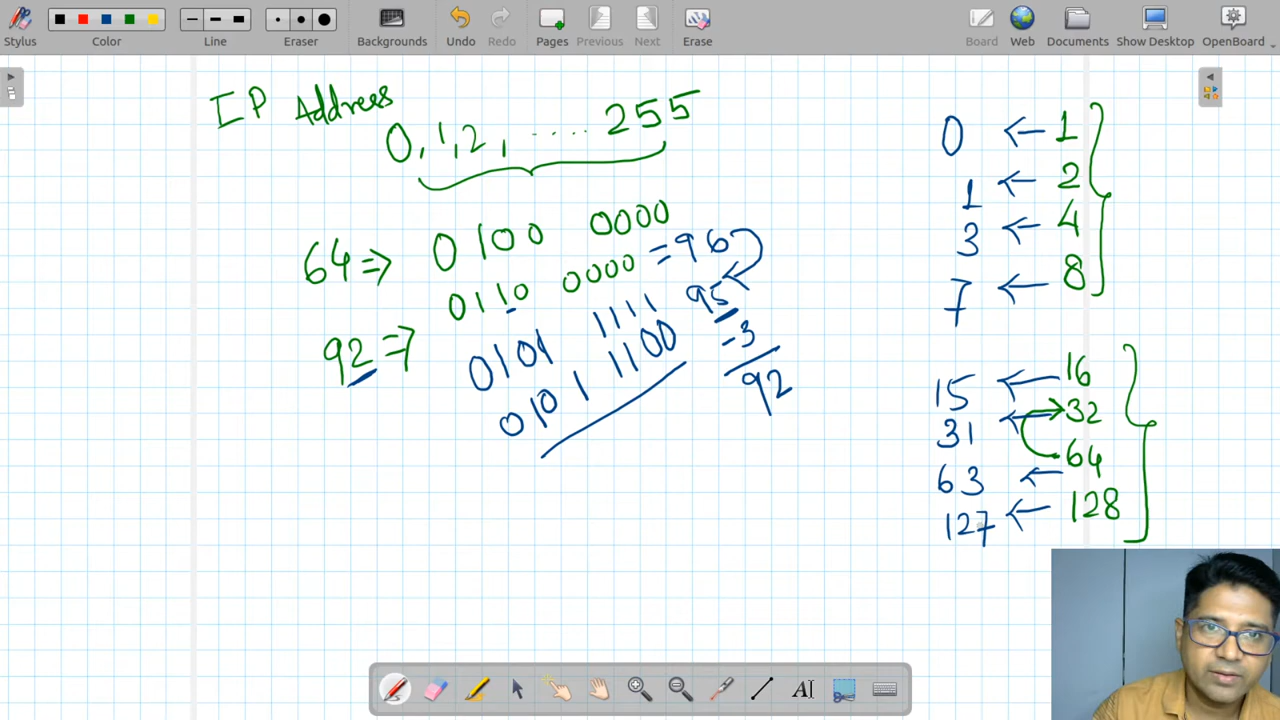 Stylus Color Line Eraser Backgrounds Undo Redo Pages Previous Next Erase Board Web Documents Show Desktop OpenBoard
IP Address
0, 1, 2, ..... 255
64 => 0100 0000
0110 0000 = 96
92 => 0101 1111 95
0101 1100 -3
92
0 ← 1
1 ← 2
3 ← 4
7 ← 8
15 ← 16
31 ← 32
63 ← 64
127 ← 128